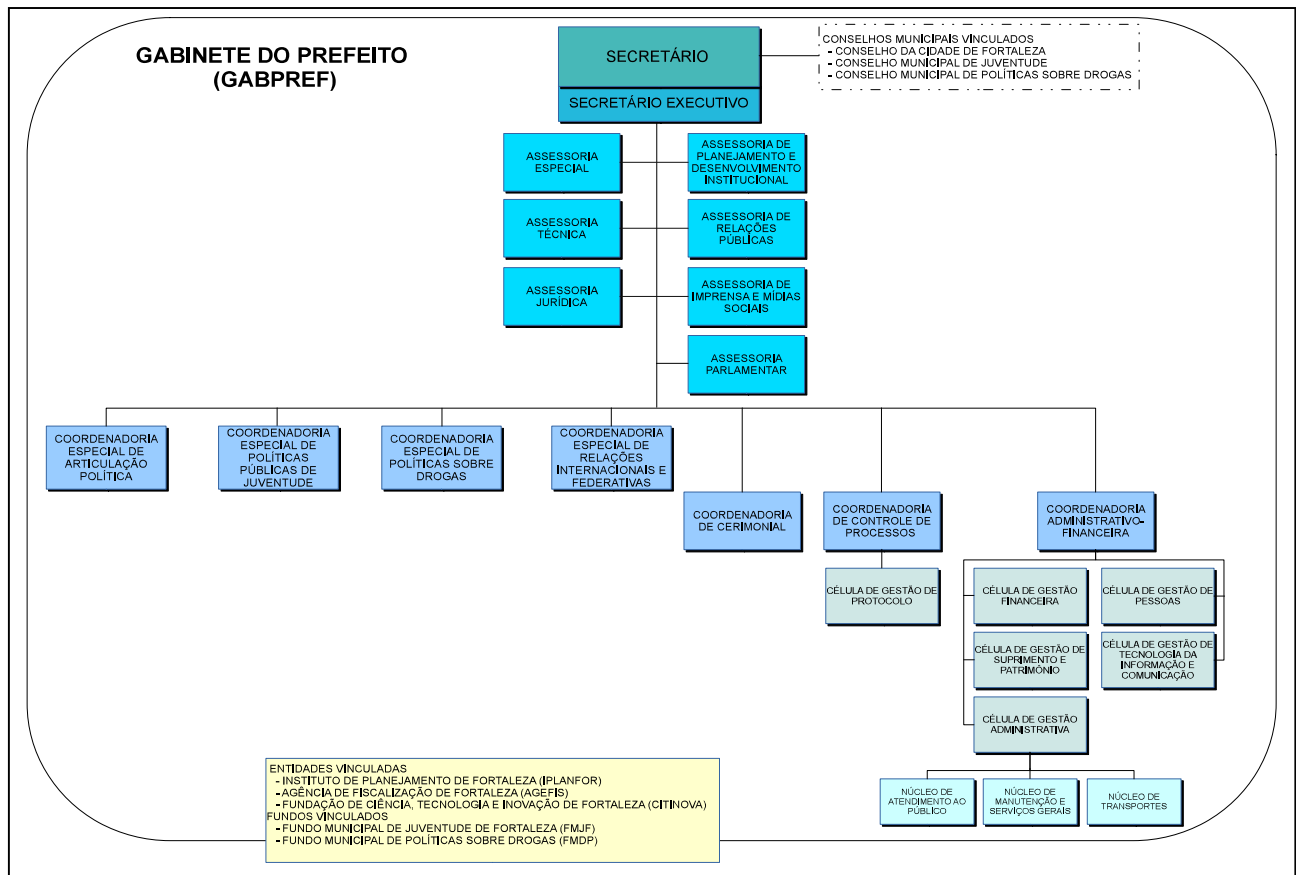 GABINETE DO PREFEITO
(GABPREF)
SECRETÁRIO
SECRETÁRIO EXECUTIVO
CONSELHOS MUNICIPAIS VINCULADOS
- CONSELHO DA CIDADE DE FORTALEZA
- CONSELHO MUNICIPAL DE JUVENTUDE
- CONSELHO MUNICIPAL DE POLÍTICAS SOBRE DROGAS
ASSESSORIA
ESPECIAL
ASSESSORIA DE
PLANEJAMENTO E
DESENVOLVIMENTO
INSTITUCIONAL
ASSESSORIA
TÉCNICA
ASSESSORIA DE
RELAÇÕES
PÚBLICAS
ASSESSORIA
JURÍDICA
ASSESSORIA DE
IMPRENSA E MÍDIAS
SOCIAIS
ASSESSORIA
PARLAMENTAR
COORDENADORIA
ESPECIAL DE
ARTICULAÇÃO
POLÍTICA
COORDENADORIA
ESPECIAL DE
POLÍTICAS
PÚBLICAS DE
JUVENTUDE
COORDENADORIA
ESPECIAL DE
POLÍTICAS SOBRE
DROGAS
COORDENADORIA
ESPECIAL DE
RELAÇÕES
INTERNACIONAIS E
FEDERATIVAS
COORDENADORIA
DE CERIMONIAL
COORDENADORIA
DE CONTROLE DE
PROCESSOS
COORDENADORIA
ADMINISTRATIVO-
FINANCEIRA
CÉLULA DE GESTÃO DE
PROTOCOLO
CÉLULA DE GESTÃO
FINANCEIRA
CÉLULA DE GESTÃO DE
PESSOAS
CÉLULA DE GESTÃO DE
SUPRIMENTO E
PATRIMÔNIO
CÉLULA DE GESTÃO DE
TECNOLOGIA DA
INFORMAÇÃO E
COMUNICAÇÃO
CÉLULA DE GESTÃO
ADMINISTRATIVA
NÚCLEO DE
ATENDIMENTO AO
PÚBLICO
NÚCLEO DE
MANUTENÇÃO E
SERVIÇOS GERAIS
NÚCLEO DE
TRANSPORTES
ENTIDADES VINCULADAS
- INSTITUTO DE PLANEJAMENTO DE FORTALEZA (IPLANFOR)
- AGÊNCIA DE FISCALIZAÇÃO DE FORTALEZA (AGEFIS)
- FUNDAÇÃO DE CIÊNCIA, TECNOLOGIA E INOVAÇÃO DE FORTALEZA (CITINOVA)
FUNDOS VINCULADOS
- FUNDO MUNICIPAL DE JUVENTUDE DE FORTALEZA (FMJF)
- FUNDO MUNICIPAL DE POLÍTICAS SOBRE DROGAS (FMDP)